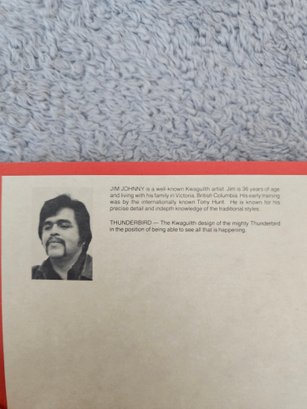 JIM JOHNNY is a well-known Kwaguilth artist. Jim is 36 years of age
and living with his family in Victoria, British Columbia. His early training
was by the internationally known Tony Hunt. He is known for his
precise detail and indepth knowledge of the traditional styles.
THUNDERBIRD — The Kwaguilth design of the mighty Thunderbird
in the position of being able to see all that is happening.